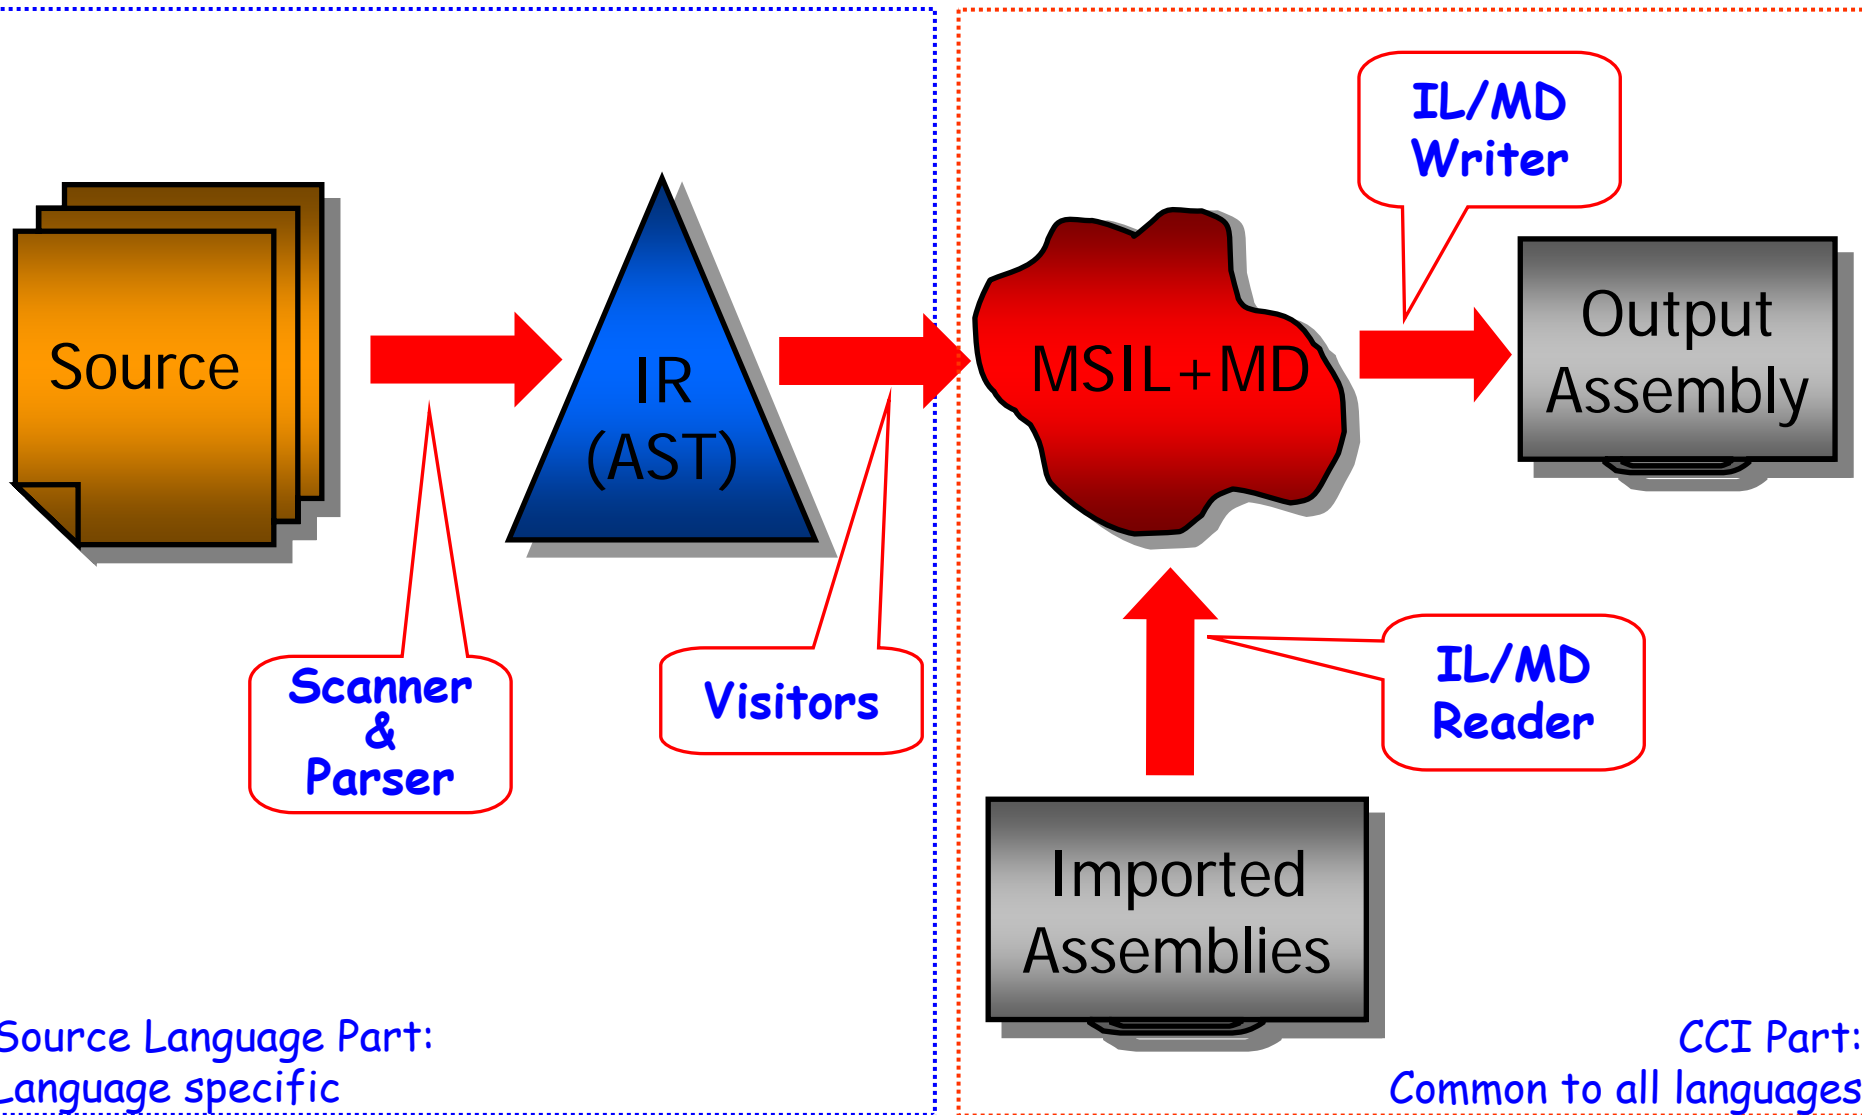 IL/MD
Writer
Source
IR
(AST)
MSIL+MD
Output
Assembly
Scanner
&
Parser
Visitors
IL/MD
Reader
Imported
Assemblies
Source Language Part:
Language specific
CCI Part:
Common to all languages